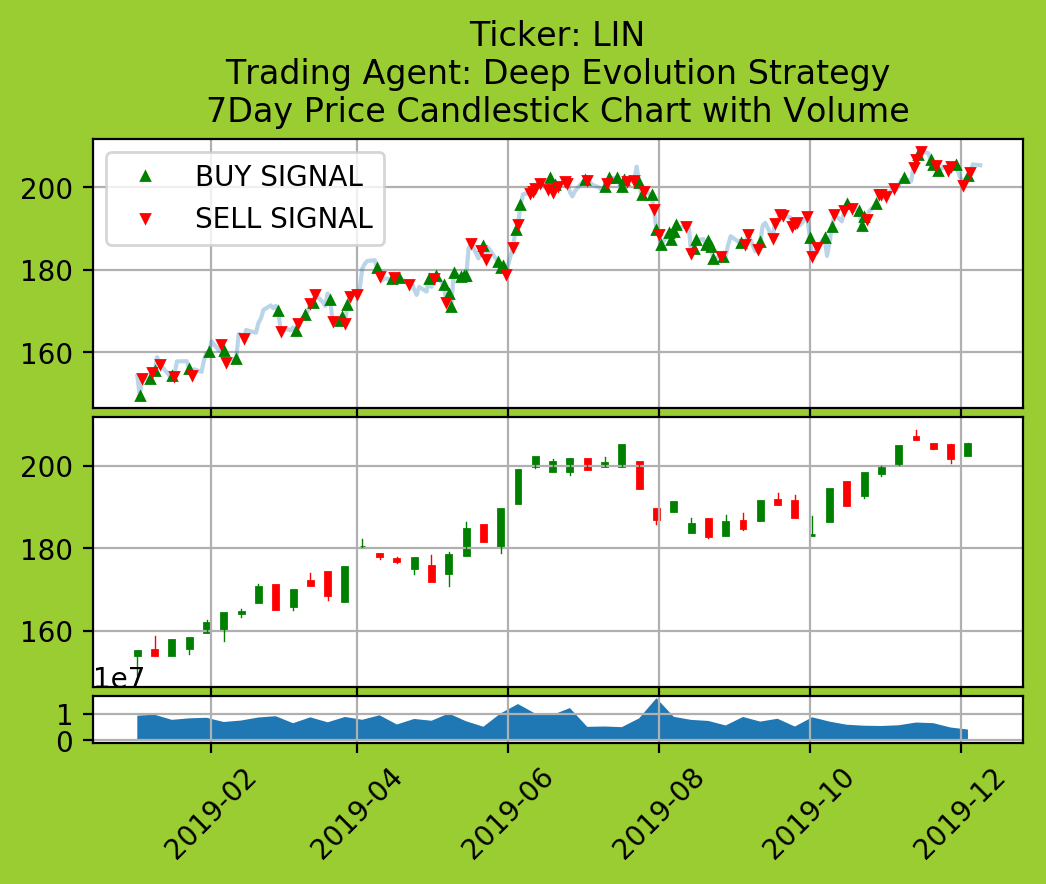 Ticker: LIN
Trading Agent: Deep Evolution Strategy
7Day Price Candlestick Chart with Volume
BUY SIGNAL
SELL SIGNAL
200
180
160
200
180
160
1e7
1
0
2019-02
2019-04
2019-06
2019-08
2019-10
2019-12